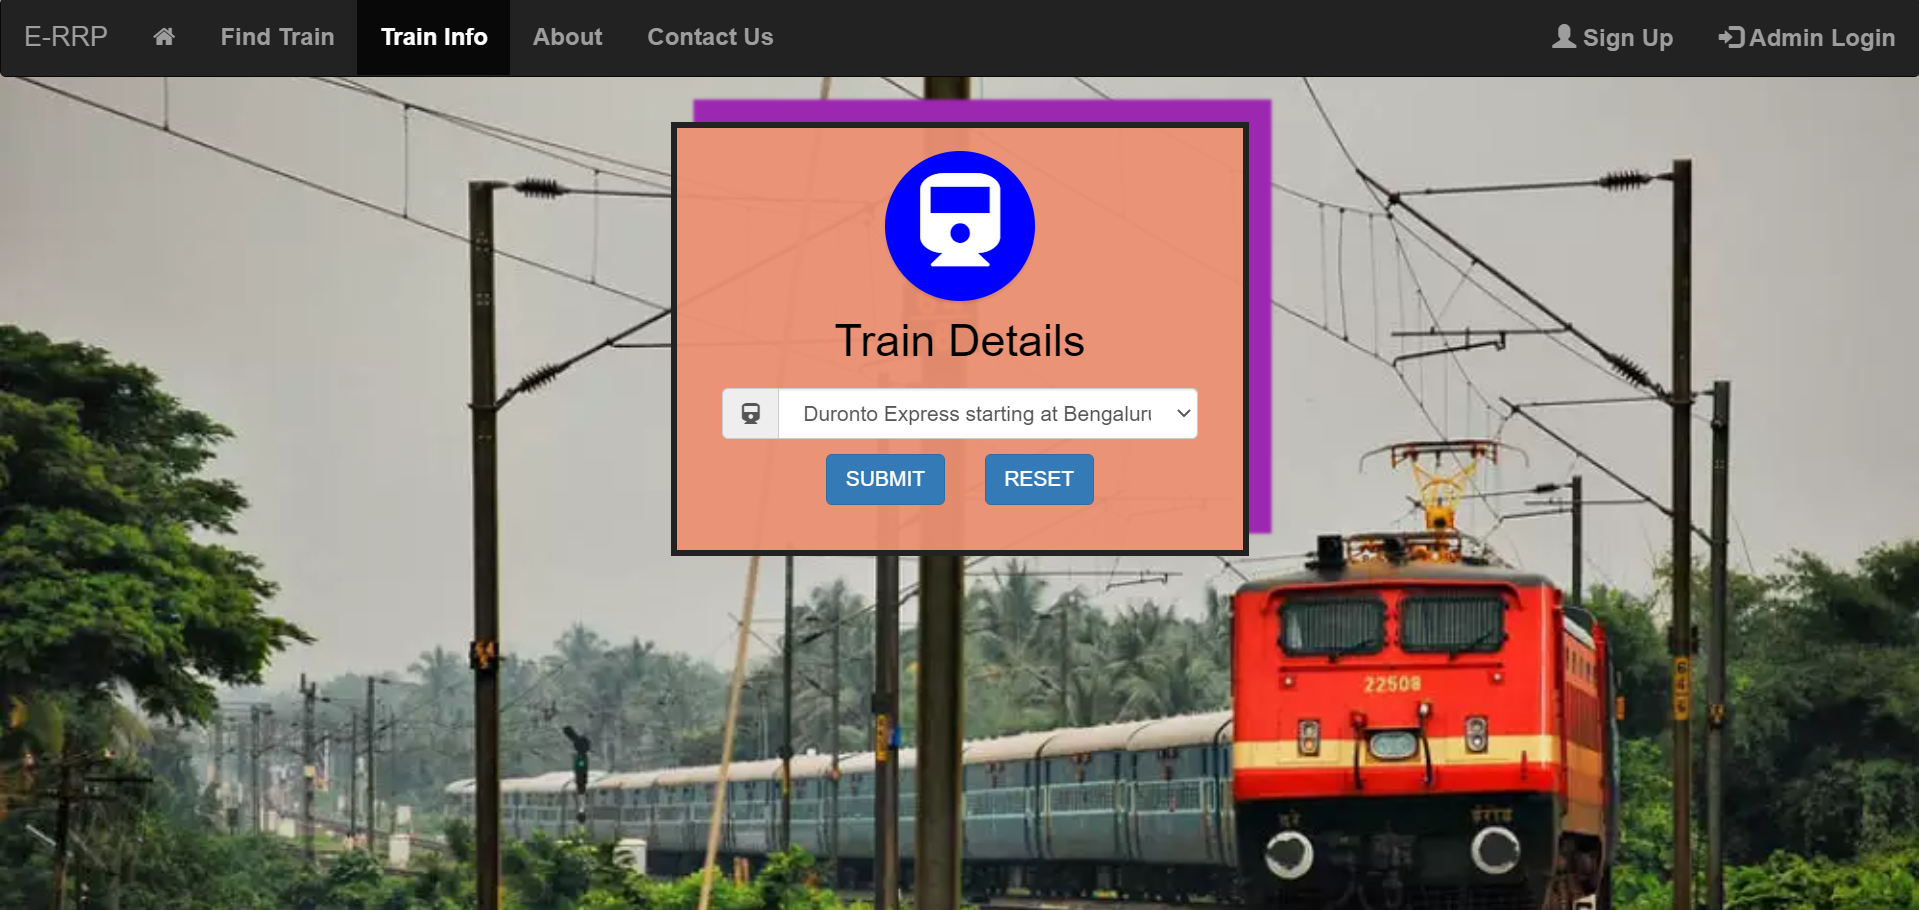 E-RRP Find Train Train Info About Contact Us Sign Up Admin Login
Train Details
Duronto Express starting at Bengaluru
SUBMIT RESET
22508